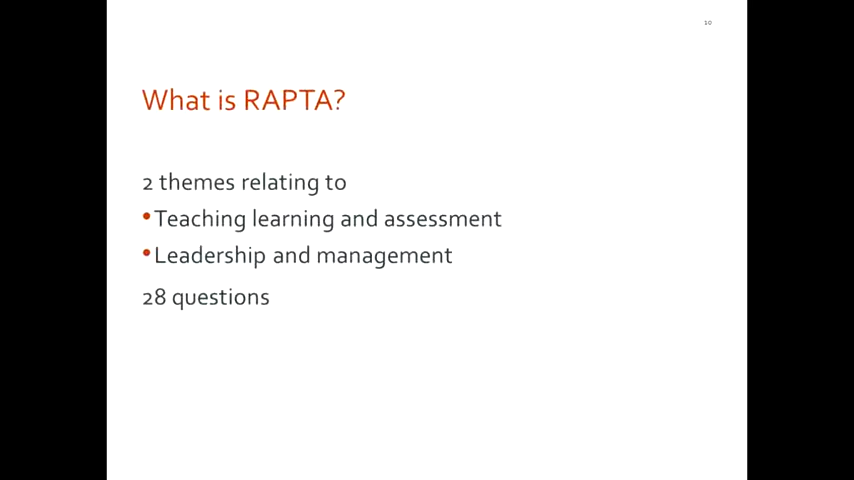 10
What is RAPTA?
2 themes relating to
• Teaching learning and assessment
• Leadership and management
28 questions